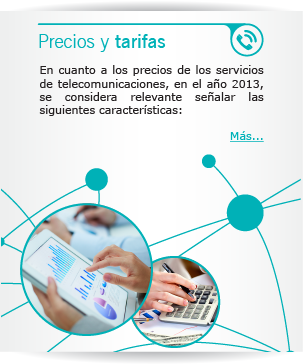 Precios y tarifas
En cuanto a los precios de los servicios
de telecomunicaciones, en el año 2013,
se considera relevante señalar las
siguientes características:
Más...